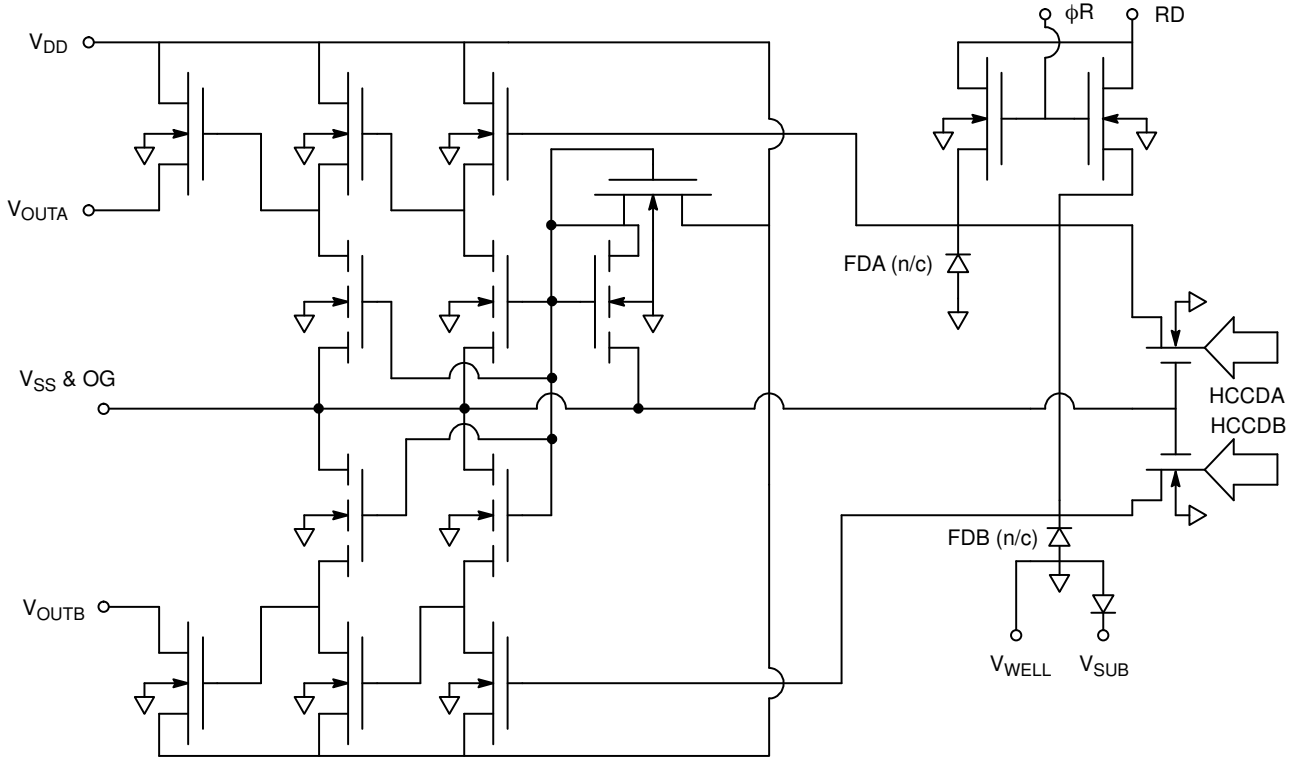 ϕR
RD
V_DD
V_OUTA
FDA (n/c)
V_SS & OG
HCCDA
HCCDB
FDB (n/c)
V_OUTB
V_WELL
V_SUB